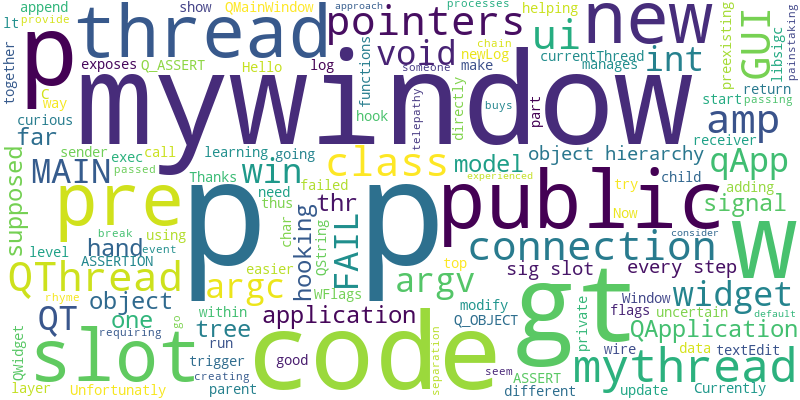 append
provide
show
QMainWindow
approach
processes
helping
lt
p
thread
pointers
new
ui
GUI
preexisting
libsigc
painstaking
together
exposes
Q_ASSERT
Hello
log
void
someone
newLog
make
functions
currentThread
manages
int
C
way
mywindow
hook
telepathy
directly
chain
buys
part
start
return
passing
amp
curious
far
sender
exec
call
learning
going
class
model
object hierarchy
receiver
MAIN
win
qApp
supposed
Thanks
failed
need
passed
using
thus
thr
experienced
try
child
adding
signal
Now
pre
p
p
public
w
level
break
event
hand
ASSERTION
char
hooking
QString
FAIL
connection
consider
QThread
easier
argc
WFlags
argv
top
sig slot
every step
widget
QT
object
rhyme
one
requiring
tree
within
application
modify
Q_OBJECT
gt
private
Window
flags
uncertain
QApplication
wire
data
textEdit
default
slot
QWidget
run
trigger
go
creating
good
code
separation
seem
ASSERT
mythread
layer
Unfortunatly
parent
different
update
Currently